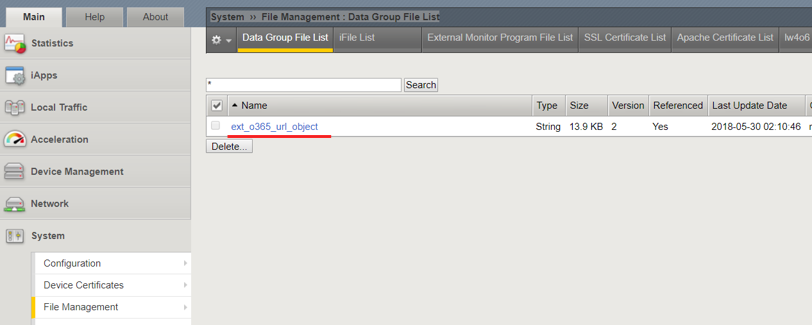 Main Help About
System ›› File Management : Data Group File List
Data Group File List iFile List External Monitor Program File List SSL Certificate List Apache Certificate List lw4o6
Statistics
iApps
Local Traffic
Acceleration
Device Management
Network
System
Configuration
Device Certificates
File Management
* Search
Name Type Size Version Referenced Last Update Date
ext_o365_url_object String 13.9 KB 2 Yes 2018-05-30 02:10:46
Delete...